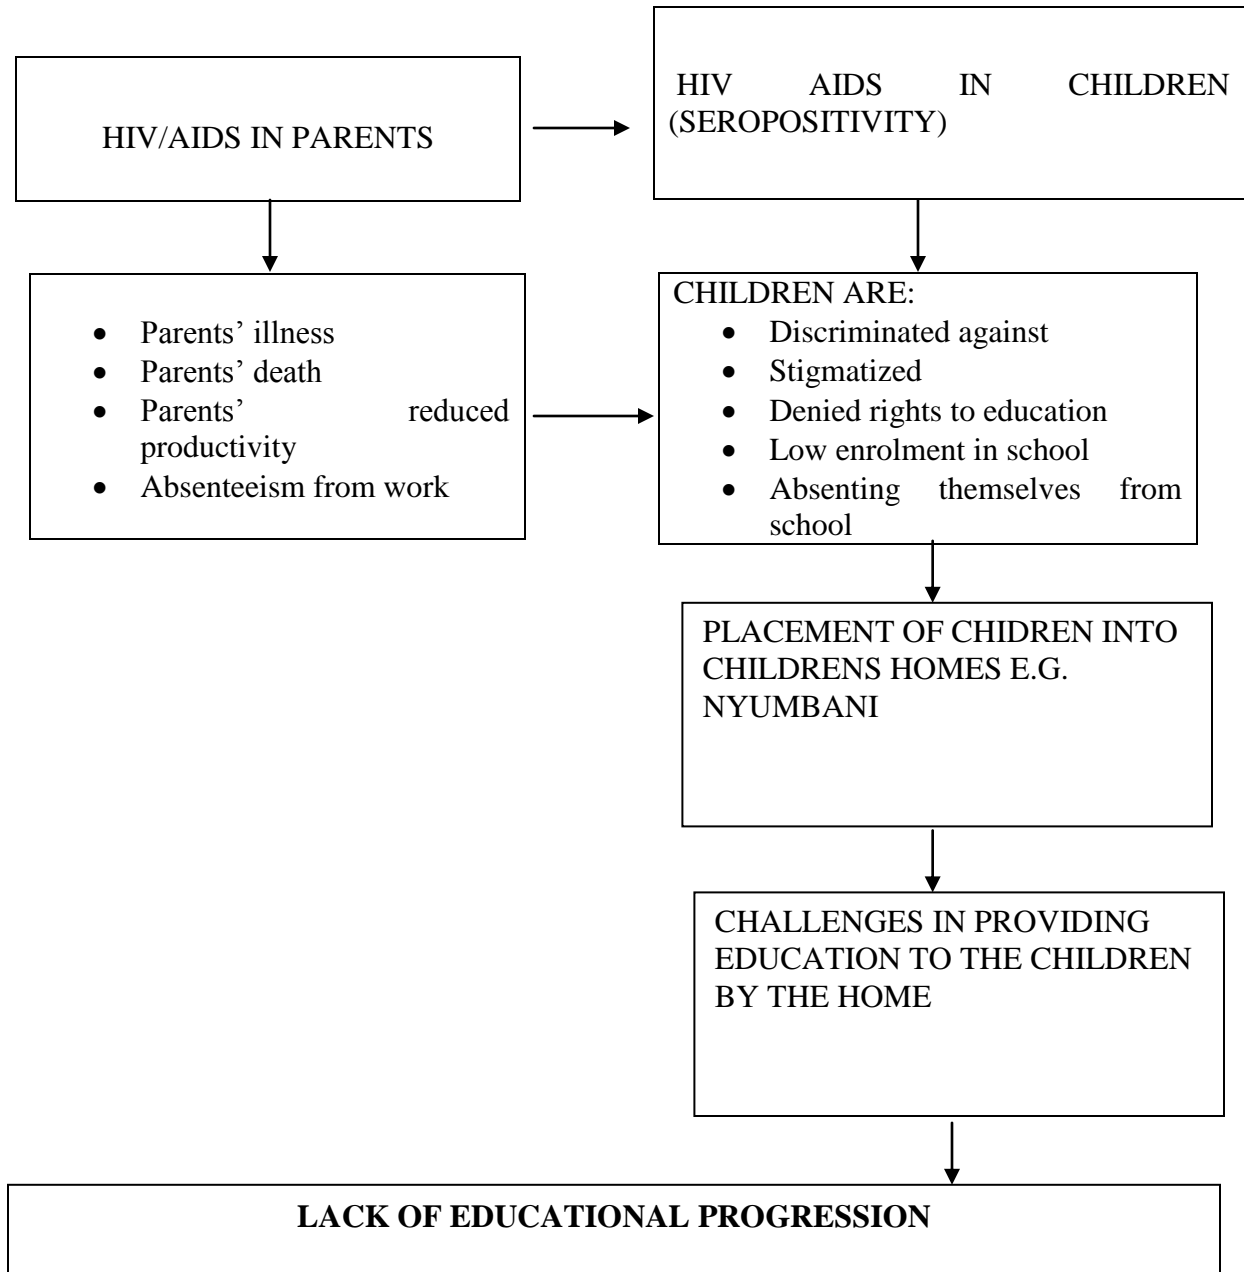 HIV/AIDS IN PARENTS
HIV AIDS IN CHILDREN
(SEROPOSITIVITY)
• Parents’ illness
• Parents’ death
• Parents’ reduced
productivity
• Absenteeism from work
CHILDREN ARE:
• Discriminated against
• Stigmatized
• Denied rights to education
• Low enrolment in school
• Absenting themselves from
school
PLACEMENT OF CHIDREN INTO
CHILDRENS HOMES E.G.
NYUMBANI
CHALLENGES IN PROVIDING
EDUCATION TO THE CHILDREN
BY THE HOME
LACK OF EDUCATIONAL PROGRESSION